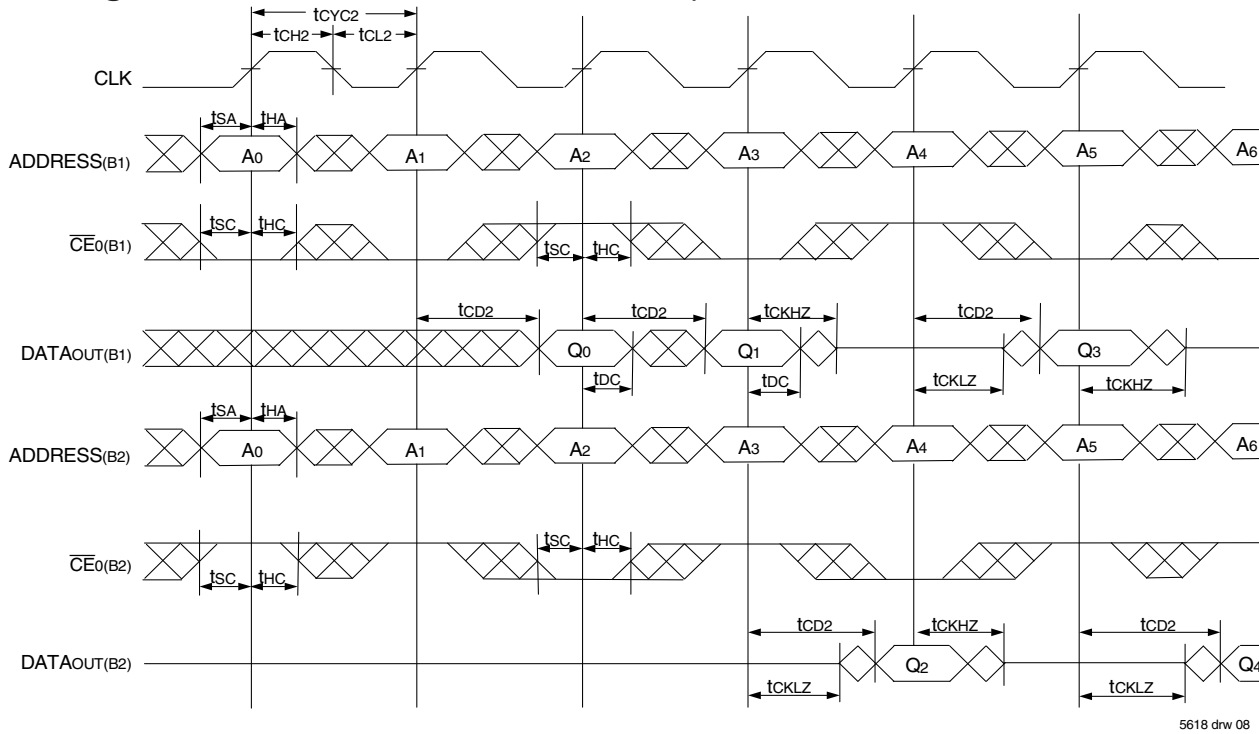 tCYC2
tCH2 tCL2
CLK
tSA tHA
ADDRESS(B1) A0 A1 A2 A3 A4 A5 A6
tSC tHC
CE0(B1)
tSC tHC
tCD2 tCD2 tCKHZ tCD2
DATAOUT(B1) Q0 Q1 Q3
tDC tDC tCKLZ tCKHZ
tSA tHA
ADDRESS(B2) A0 A1 A2 A3 A4 A5 A6
tSC tHC
CE0(B2)
tSC tHC
tCD2 tCKHZ tCD2
DATAOUT(B2) Q2 Q4
tCKLZ tCKLZ
5618 drw 08